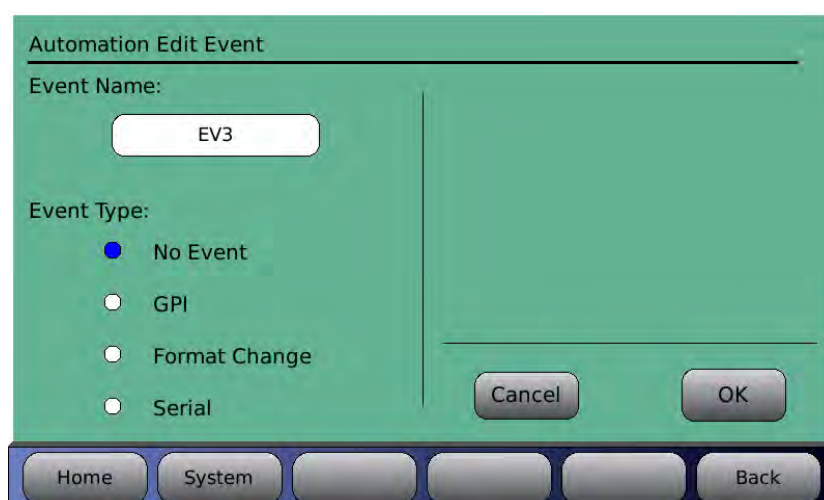 Automation Edit Event
Event Name:
EV3
Event Type:
No Event
GPI
Format Change
Serial
Cancel OK
Home System Back